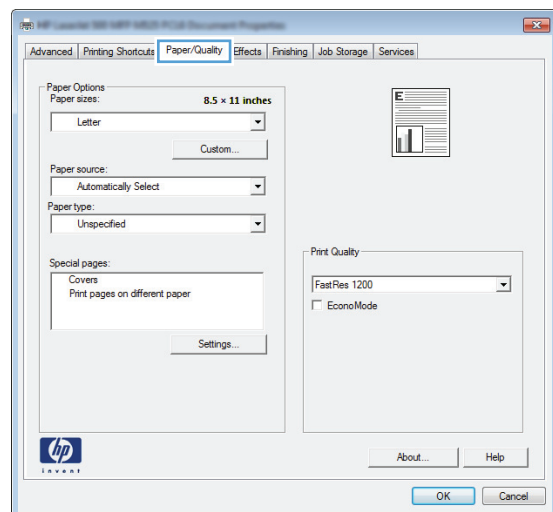 Advanced Printing Shortcuts Paper/Quality Effects Finishing Job Storage Services
Paper Options
Paper sizes: 8.5 × 11 inches
Letter
Custom...
Paper source:
Automatically Select
Paper type:
Unspecified
Special pages:
Covers
Print pages on different paper
Settings...
E
Print Quality
FastRes 1200
EconoMode
hp
invent
About... Help
OK Cancel